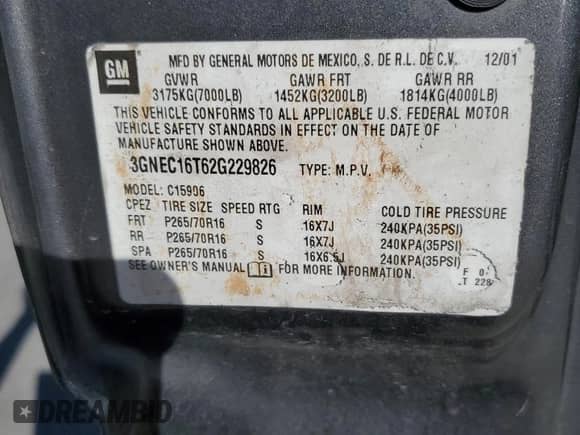 GM
MFD BY GENERAL MOTORS DE MEXICO, S. DE R.L. DE C.V. 12/01
GVWR GAWR FRT GAWR RR
3175KG(7000LB) 1452KG(3200LB) 1814KG(4000LB)
THIS VEHICLE CONFORMS TO ALL APPLICABLE U.S. FEDERAL MOTOR
VEHICLE SAFETY STANDARDS IN EFFECT ON THE DATE OF
MANUFACTURE SHOWN ABOVE.
3GNEC16T62G229826 TYPE: M.P.V.
MODEL: C15906
CPEZ TIRE SIZE SPEED RTG RIM COLD TIRE PRESSURE
FRT P265/70R16 S 16X7J 240KPA(35PSI)
RR P265/70R16 S 16X7J 240KPA(35PSI)
SPA P265/70R16 S 16X6.5J 240KPA(35PSI)
SEE OWNER'S MANUAL FOR MORE INFORMATION.
F 0
T 228
DREAMBID